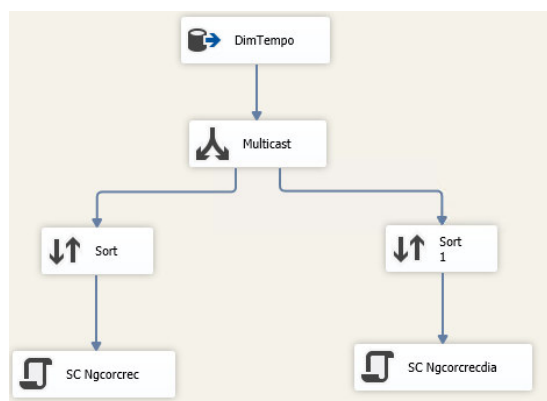 DimTempo
Multicast
Sort
Sort
1
SC Ngcorcrec
SC Ngcorcrecdia